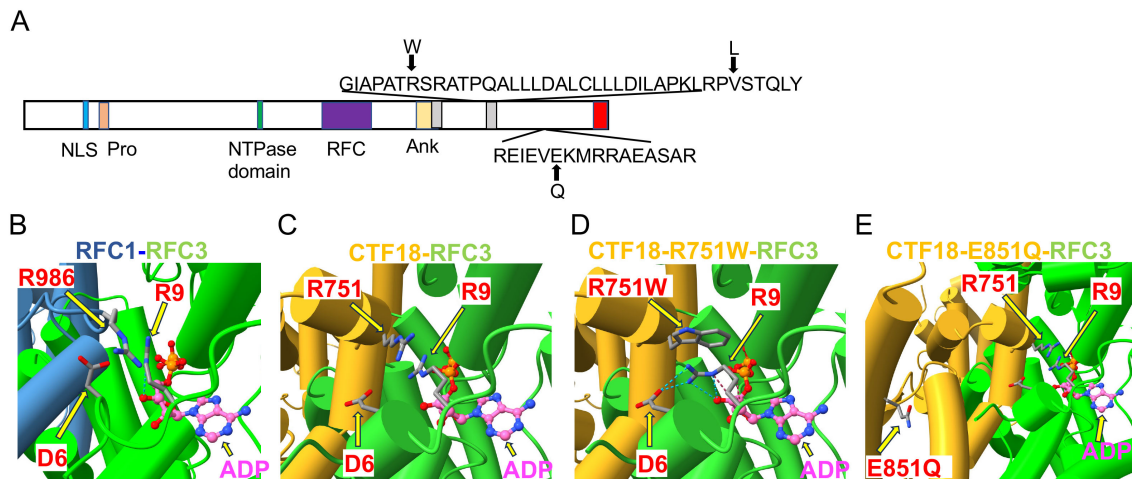 A
W
L
GIAPATRSRATPQALLLDALCLLLDILAPKLRPVSTQLY
NLS
Pro
NTPase
domain
RFC
Ank
REIEVEKMRRAEASAR
Q
B
RFC1-RFC3
R986
R9
D6
ADP
C
CTF18-RFC3
R751
R9
D6
ADP
D
CTF18-R751W-RFC3
R751W
R9
D6
ADP
E
CTF18-E851Q-RFC3
R751
R9
E851Q
ADP